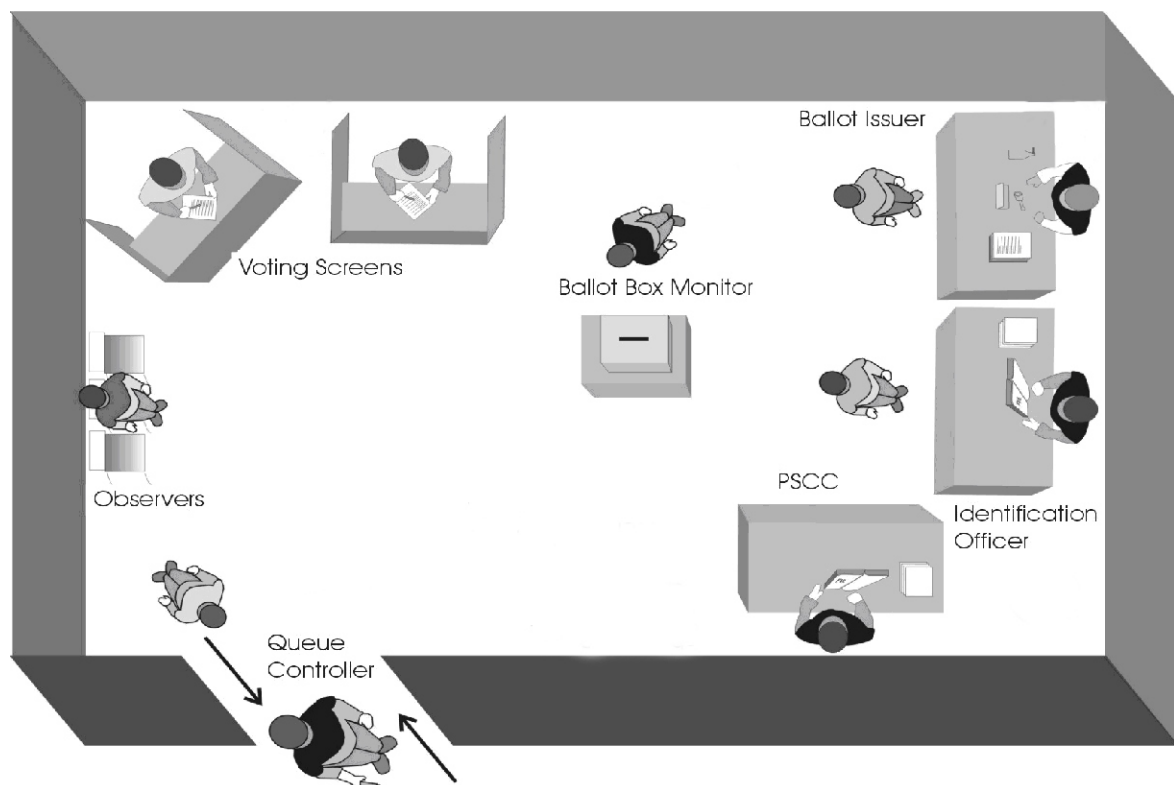 Ballot Issuer
Voting Screens
Ballot Box Monitor
Observers
PSCC
Identification
Officer
Queue
Controller